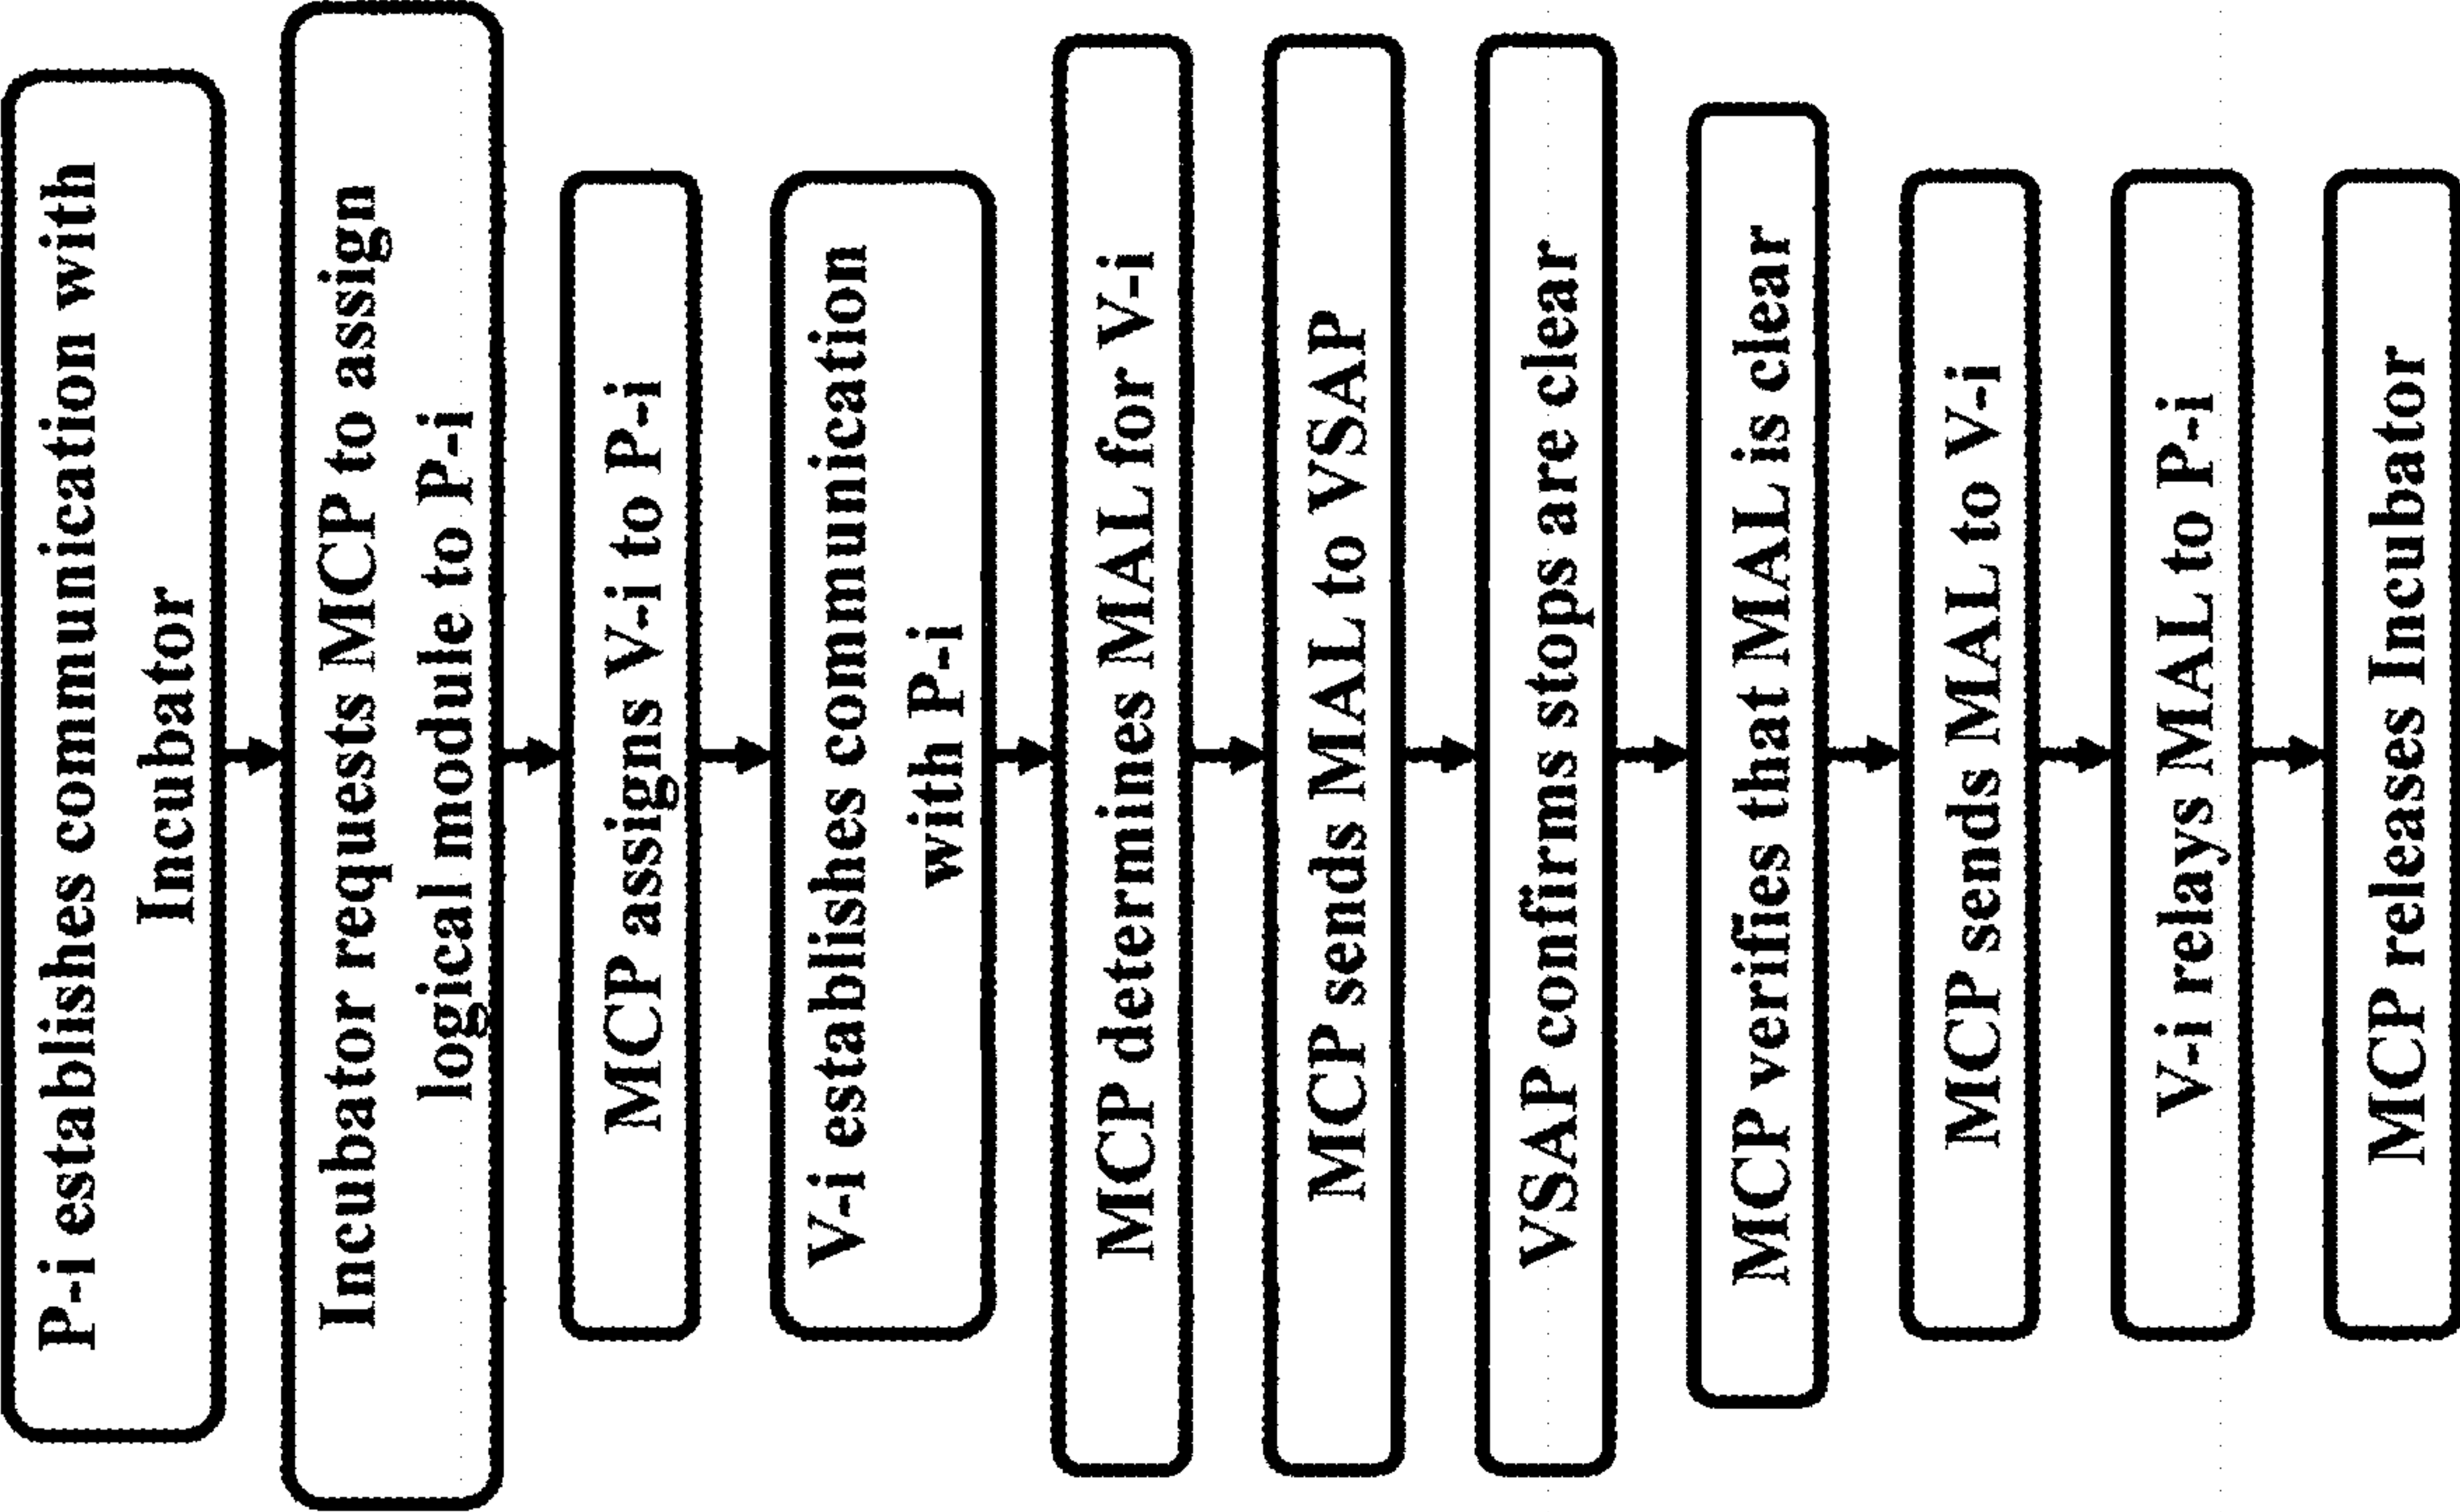 P-i establishes communication with
Incubator
Incubator requests MCP to assign
logical module to P-i
MCP assigns V-i to P-i
V-i establishes communication
with P-i
MCP determines MAL for V-i
MCP sends MAL to VSAP
VSAP confirms stops are clear
MCP verifies that MAL is clear
MCP sends MAL to V-i
V-i relays MAL to P-i
MCP releases Incubator